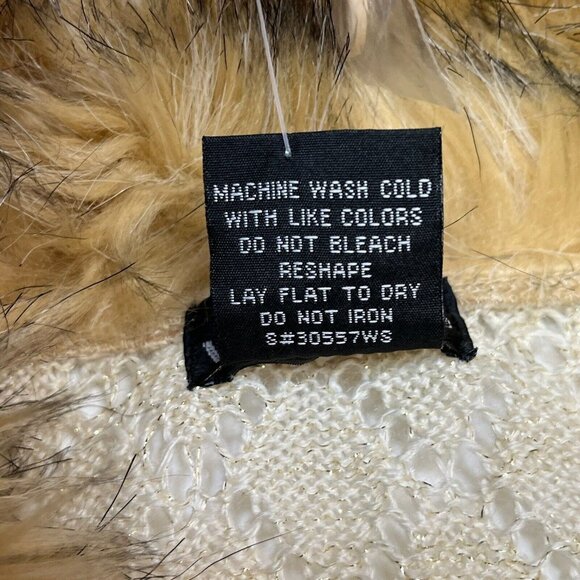 MACHINE WASH COLD
WITH LIKE COLORS
DO NOT BLEACH
RESHAPE
LAY FLAT TO DRY
DO NOT IRON
S#30557WS